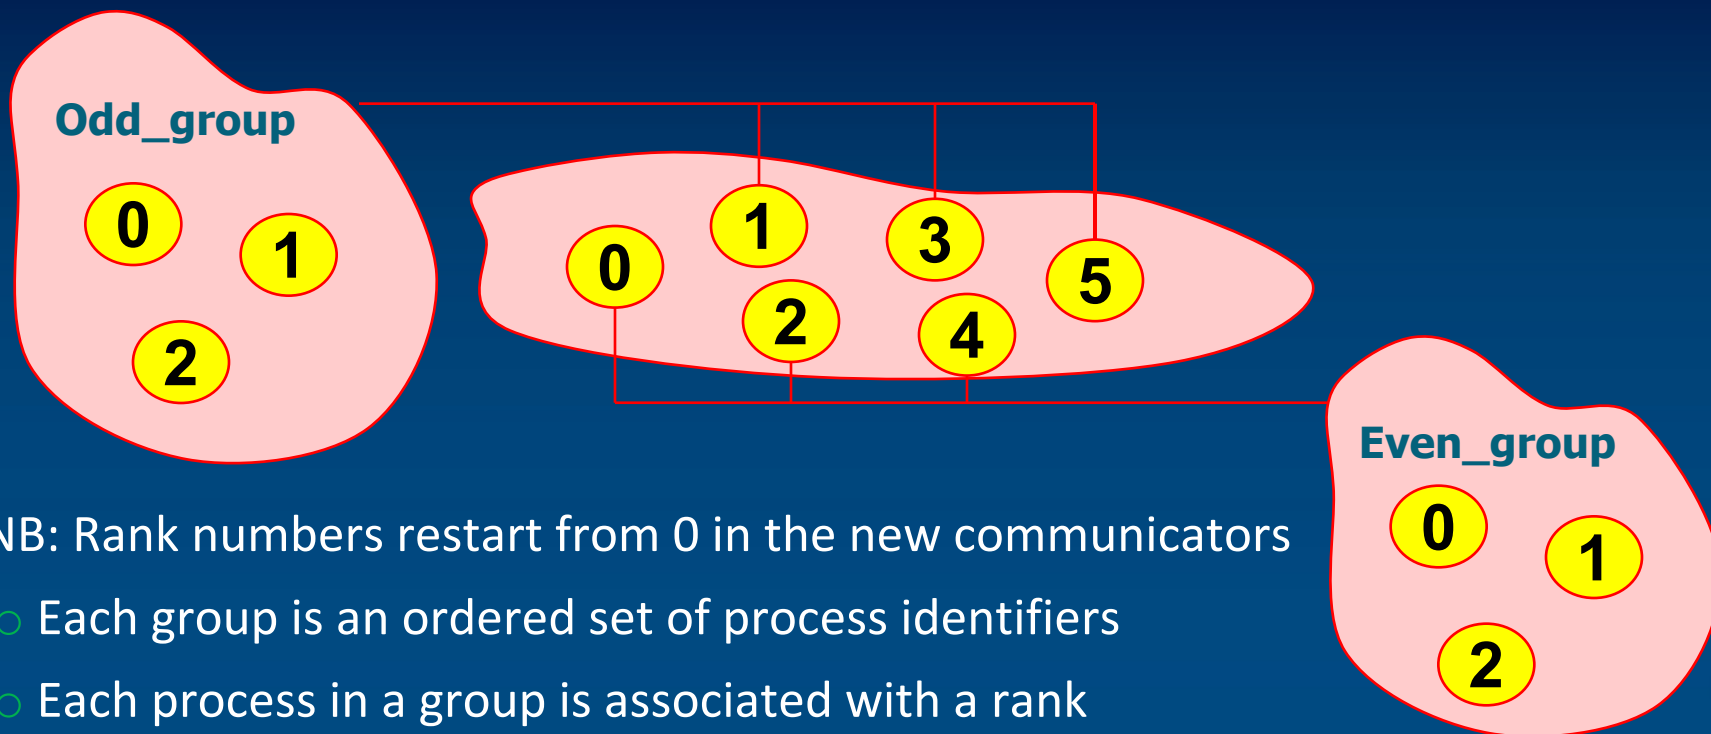 Odd_group
0
1
2
0
1
3
5
2
4
Even_group
0
1
2
NB: Rank numbers restart from 0 in the new communicators
Each group is an ordered set of process identifiers
Each process in a group is associated with a rank